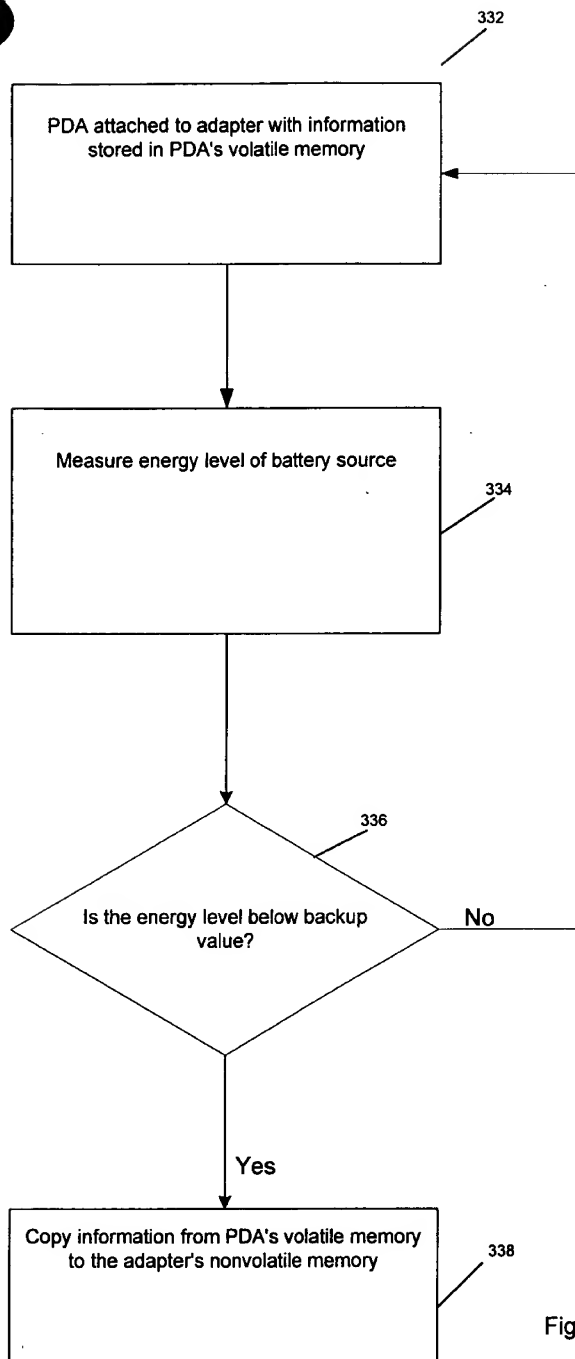 332
PDA attached to adapter with information
stored in PDA's volatile memory
Measure energy level of battery source
334
336
Is the energy level below backup
value?
No
Yes
Copy information from PDA's volatile memory
to the adapter's nonvolatile memory
338
Fig